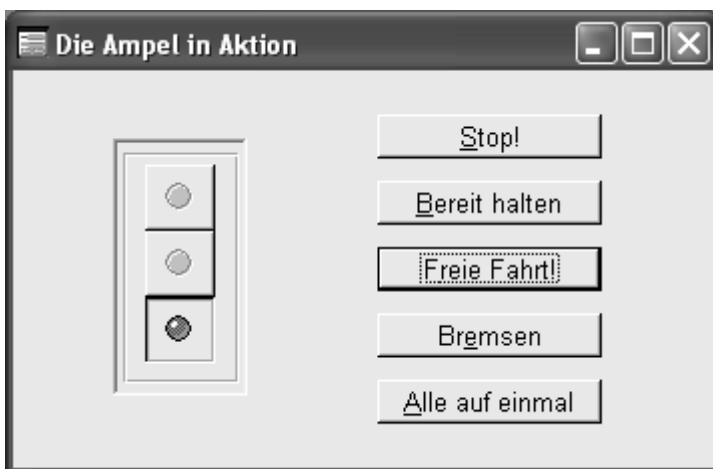 Die Ampel in Aktion
Stop!
Bereit halten
Freie Fahrt!
Bremsen
Alle auf einmal